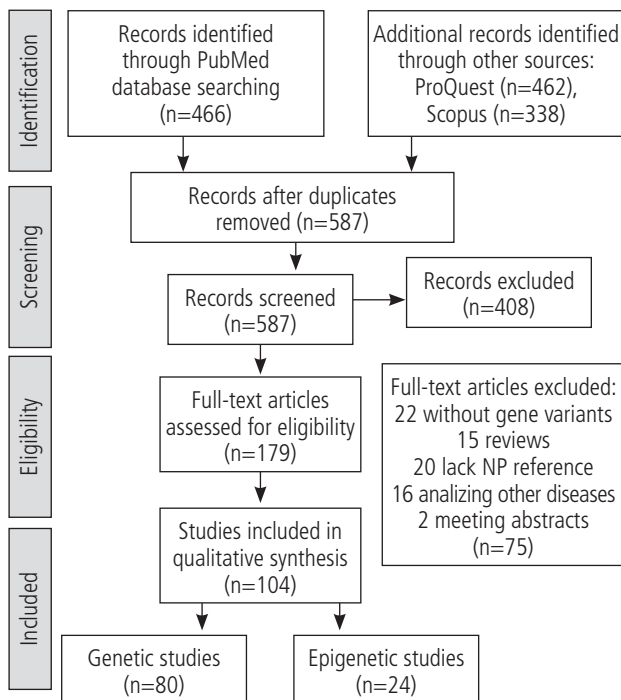 Identification
Records identified
through PubMed
database searching
(n=466)
Additional records identified
through other sources:
ProQuest (n=462),
Scopus (n=338)
Records after duplicates
removed (n=587)
Screening
Records screened
(n=587)
Records excluded
(n=408)
Eligibility
Full-text articles
assessed for eligibility
(n=179)
Full-text articles excluded:
22 without gene variants
15 reviews
20 lack NP reference
16 analizing other diseases
2 meeting abstracts
(n=75)
Studies included in
qualitative synthesis
(n=104)
Included
Genetic studies
(n=80)
Epigenetic studies
(n=24)